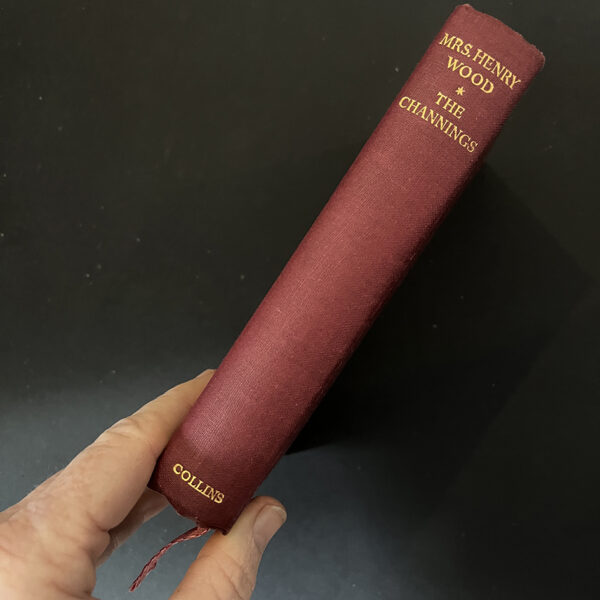 MRS. HENRY
WOOD
*
THE
CHANNINGS
COLLINS